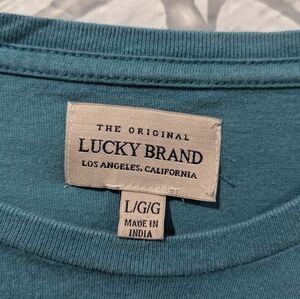 THE ORIGINAL
LUCKY BRAND
LOS ANGELES, CALIFORNIA
L/G/G
MADE IN
INDIA